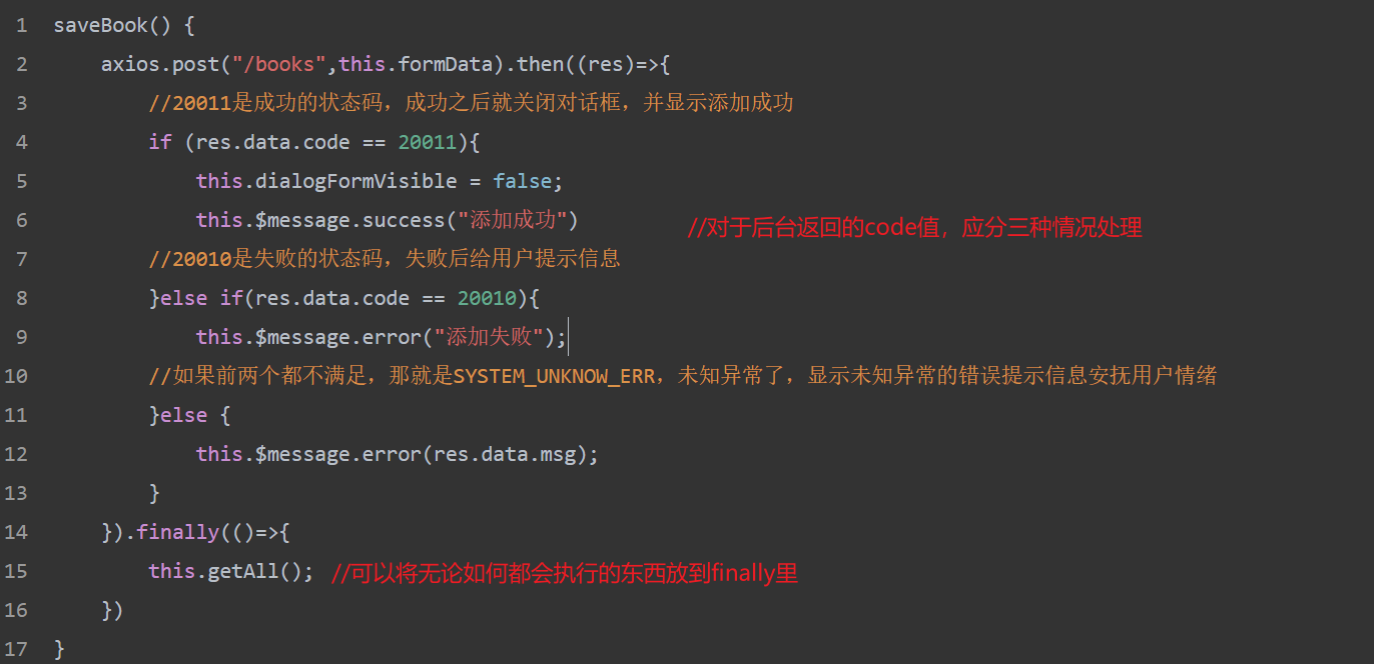 1 saveBook() {
2 axios.post("/books",this.formData).then((res)=>{
3 //20011是成功的状态码，成功之后就关闭对话框，并显示添加成功
4 if (res.data.code == 20011){
5 this.dialogFormVisible = false;
6 this.$message.success("添加成功") //对于后台返回的code值，应分三种情况处理
7 //20010是失败的状态码，失败后给用户提示信息
8 }else if(res.data.code == 20010){
9 this.$message.error("添加失败");
10 //如果前两个都不满足，那就是SYSTEM_UNKNOW_ERR，未知异常了，显示未知异常的错误提示信息安抚用户情绪
11 }else {
12 this.$message.error(res.data.msg);
13 }
14 }).finally(()=>{
15 this.getAll(); //可以将无论如何都会执行的东西放到finally里
16 })
17 }